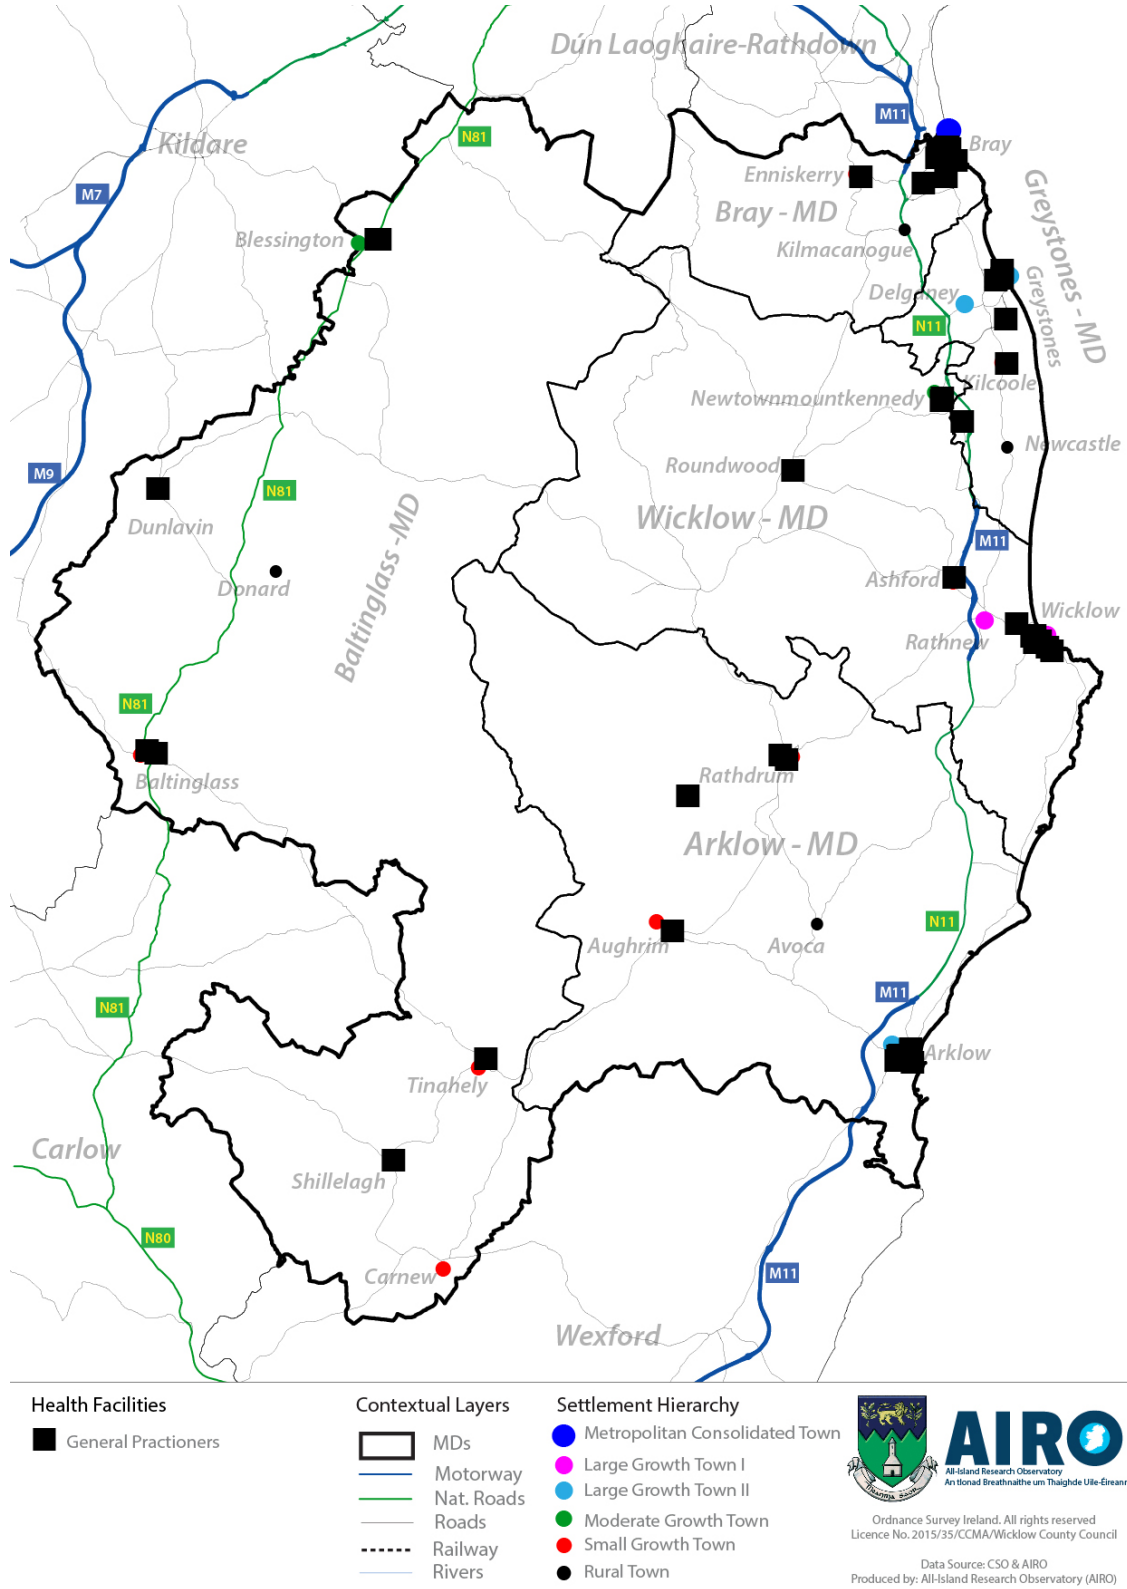 Dún Laoghaire-Rathdown
M11
N81
Kildare
Bray
Enniskerry
M7
Bray - MD
Greystones - MD
Blessington
Kilmacanogue
Greystones
Delganey
N11
Kilcoole
Newtownmountkennedy
Newcastle
Roundwood
M9
N81
Dunlavin
Wicklow - MD
Baltinglass -MD
M11
Ashford
Donard
Wicklow
Rathnew
N81
Baltinglass
Rathdrum
Arklow - MD
N11
Aughrim
Avoca
M11
N81
Arklow
Tinahely
Carlow
Shillelagh
N80
Carnew
M11
Wexford
Health Facilities
General Practioners
Contextual Layers
MDs
Motorway
Nat. Roads
Roads
Railway
Rivers
Settlement Hierarchy
Metropolitan Consolidated Town
Large Growth Town I
Large Growth Town II
Moderate Growth Town
Small Growth Town
Rural Town
AIRO
All-Island Research Observatory
An tIonad Breathnaithe um Thaighde Uile-Éireann
Ordnance Survey Ireland. All rights reserved
Licence No. 2015/35/CCMA/Wicklow County Council
Data Source: CSO & AIRO
Produced by: All-Island Research Observatory (AIRO)